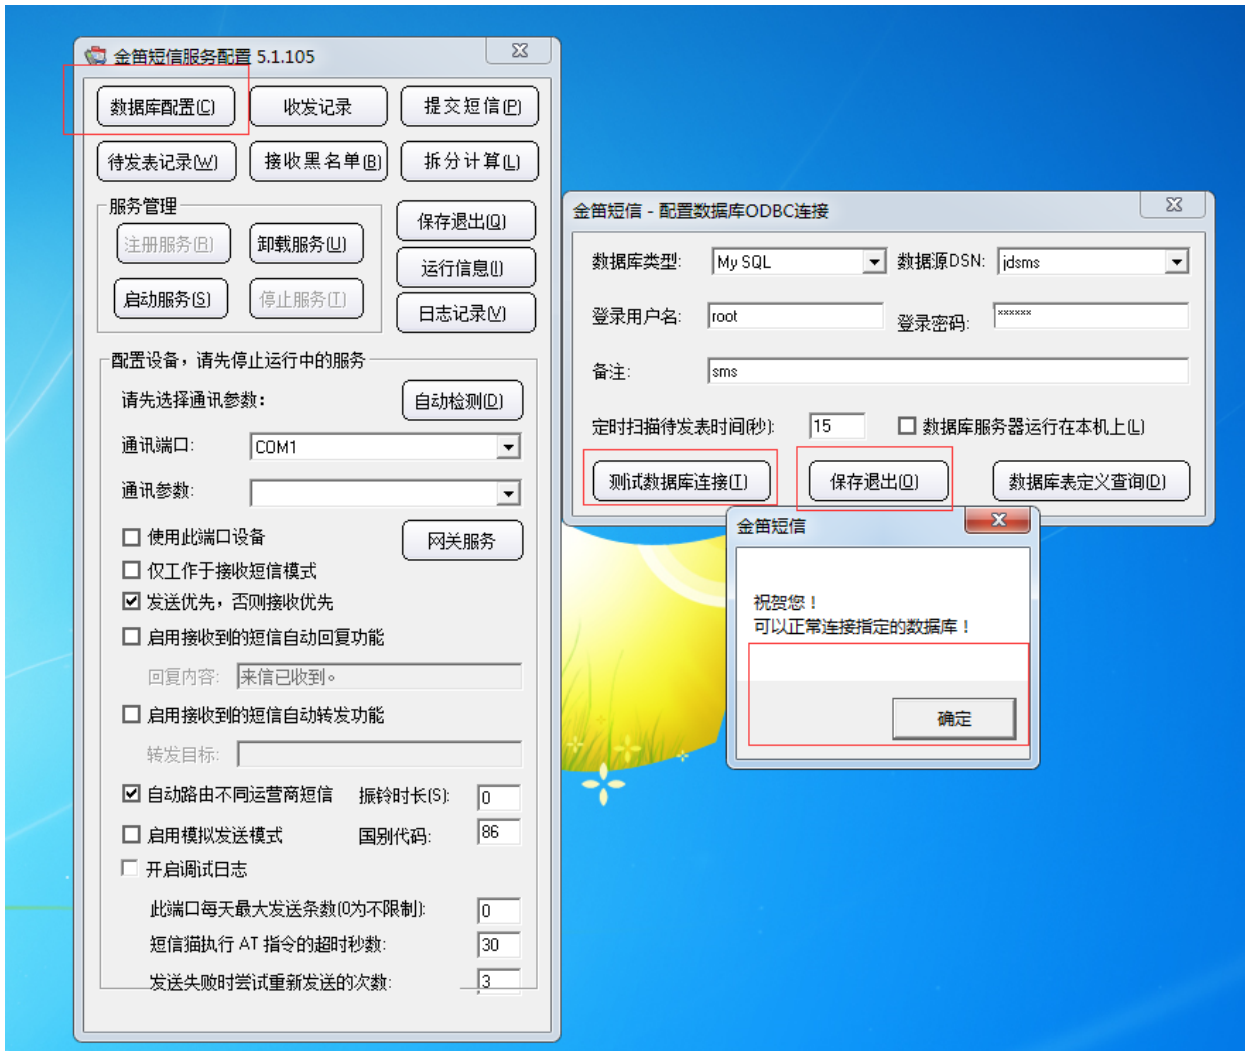 金笛短信服务配置 5.1.105
数据库配置(C)
收发记录
提交短信(P)
待发表记录(W)
接收黑名单(B)
拆分计算(L)
服务管理
注册服务(R)
卸载服务(U)
启动服务(S)
停止服务(T)
保存退出(Q)
运行信息(I)
日志记录(V)
配置设备，请先停止运行中的服务
请先选择通讯参数：
自动检测(D)
通讯端口:
COM1
通讯参数:
使用此端口设备
网关服务
仅工作于接收短信模式
发送优先，否则接收优先
启用接收到的短信自动回复功能
回复内容:
来信已收到。
启用接收到的短信自动转发功能
转发目标:
自动路由不同运营商短信
振铃时长(S):
0
启用模拟发送模式
国别代码:
86
开启调试日志
此端口每天最大发送条数(0为不限制):
0
短信猫执行 AT 指令的超时秒数:
30
发送失败时尝试重新发送的次数:
3
金笛短信 - 配置数据库ODBC连接
数据库类型:
My SQL
数据源DSN:
jdsms
登录用户名:
root
登录密码:
××××××
备注:
sms
定时扫描待发表时间(秒):
15
数据库服务器运行在本机上(L)
测试数据库连接(T)
保存退出(O)
数据库表定义查询(D)
金笛短信
祝贺您！
可以正常连接指定的数据库！
确定